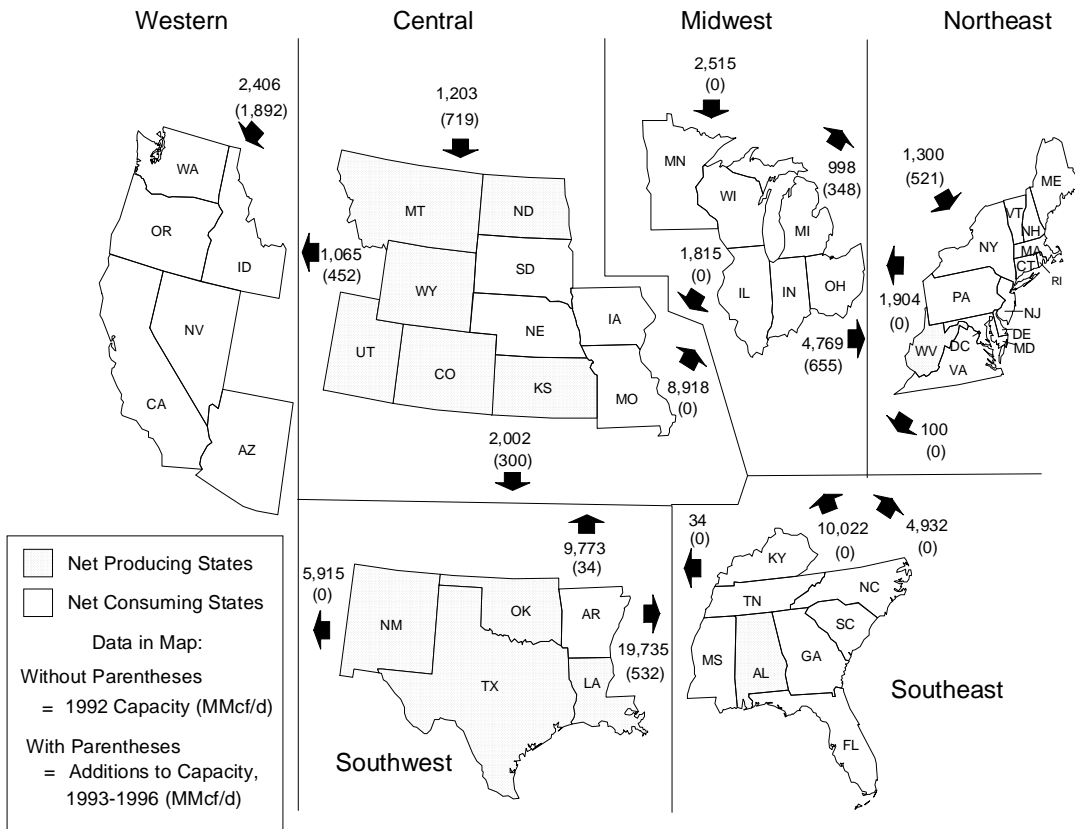 Western
Central
Midwest
Northeast
2,406
(1,892)
1,203
(719)
2,515
(0)
998
(348)
1,300
(521)
WA
OR
ID
NV
CA
AZ
1,065
(452)
MT
ND
SD
WY
NE
UT
CO
KS
IA
MO
2,002
(300)
MN
WI
MI
IL
IN
OH
1,815
(0)
8,918
(0)
4,769
(655)
ME
VT
NH
NY
MA
CT
RI
PA
NJ
DE
MD
WV
DC
VA
1,904
(0)
100
(0)
Net Producing States
Net Consuming States
Data in Map:
Without Parentheses
= 1992 Capacity (MMcf/d)
With Parentheses
= Additions to Capacity,
1993-1996 (MMcf/d)
5,915
(0)
9,773
(34)
19,735
(532)
NM
OK
AR
TX
LA
Southwest
34
(0)
10,022
(0)
4,932
(0)
KY
TN
NC
SC
MS
AL
GA
FL
Southeast